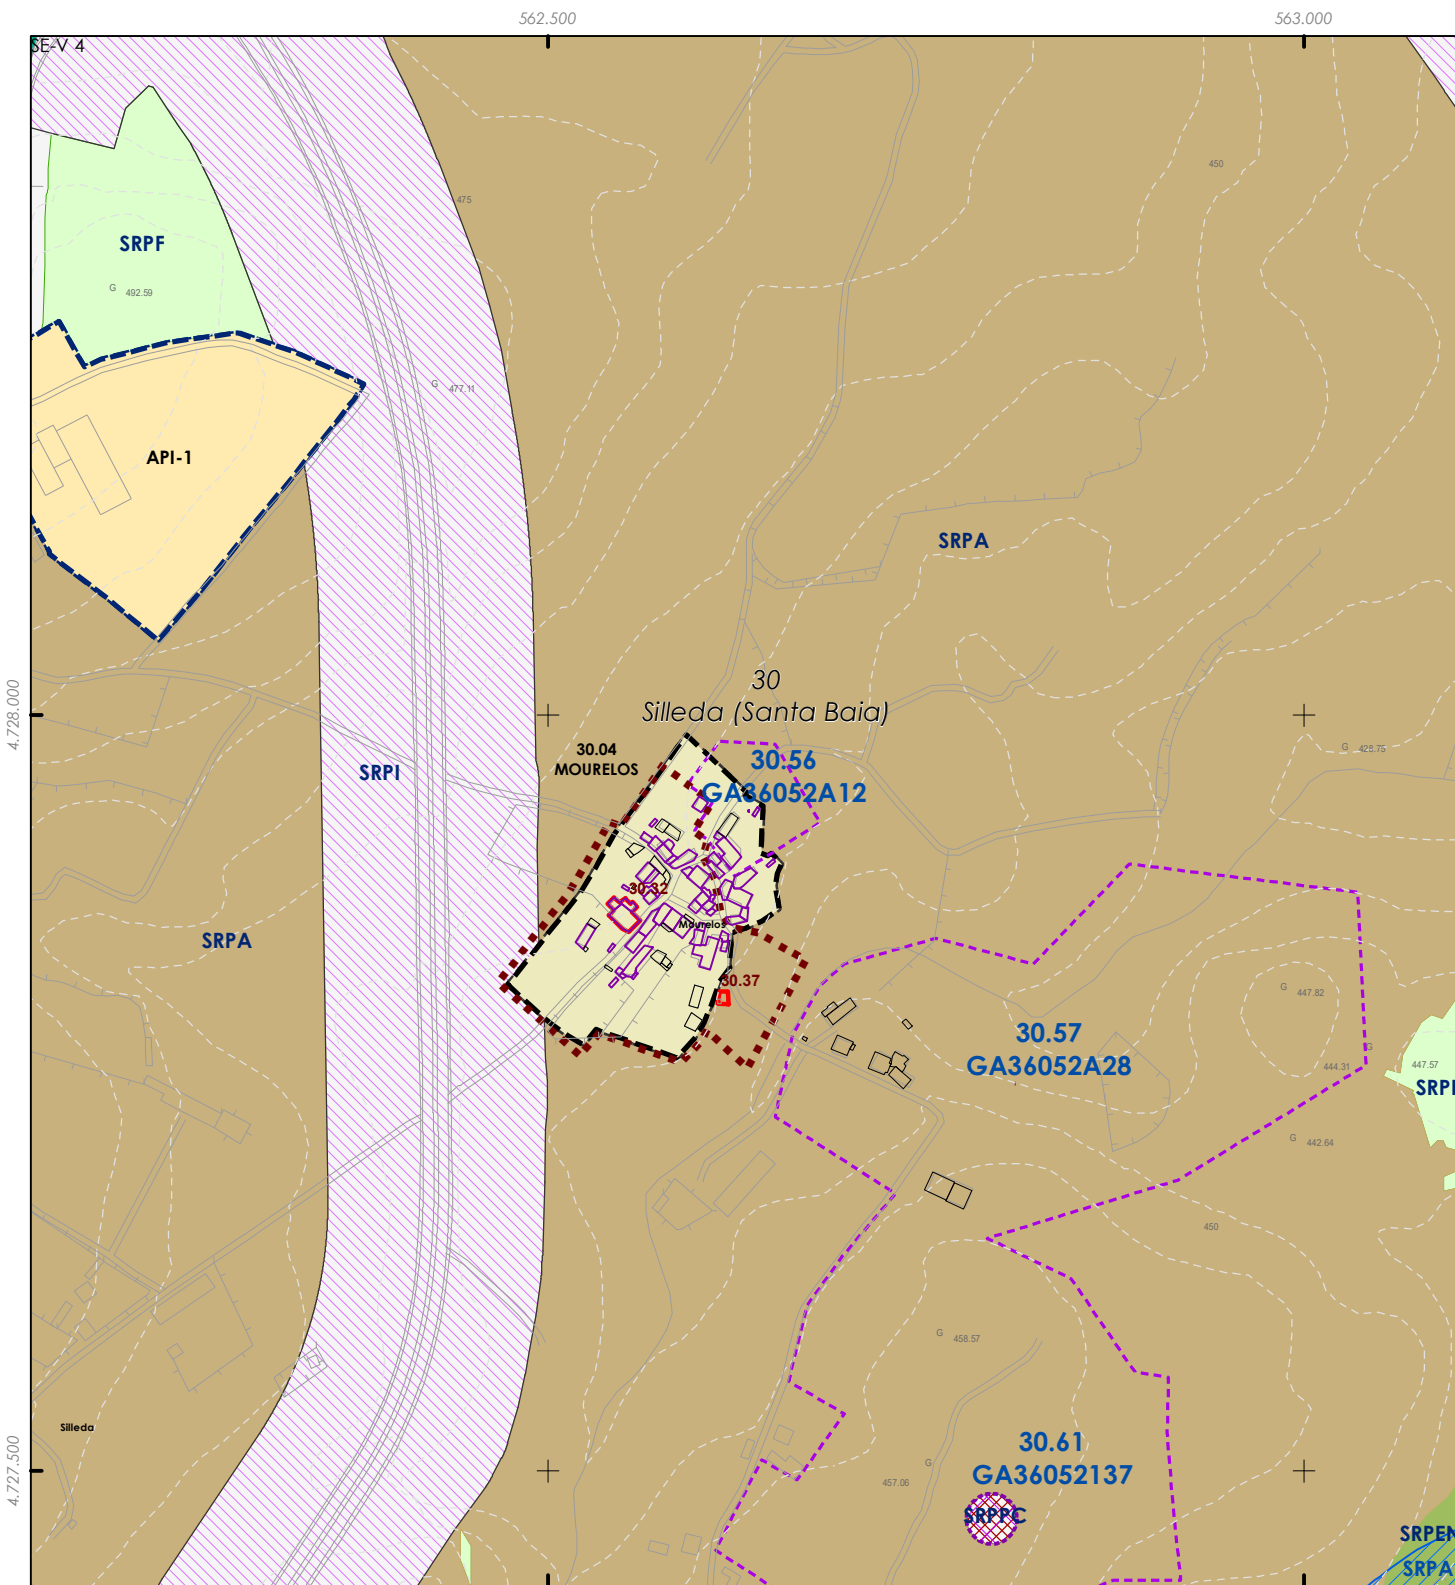 562.500
563.000
SE-V 4
450
475
SRPF
G 492.59
G 477.11
API-1
SRPA
30
Silleda (Santa Baia)
4.728.000
30.04
MOURELOS
G 428.75
30.56
GA36052A12
SRPI
30.32
Mourelos
SRPA
30.37
G 447.82
30.57
GA36052A28
G
444.31
447.57
G 442.64
450
G 458.57
Silleda
30.61
GA36052137
G
457.06
4.727.500
SRPPC
SRPEN
SRPA